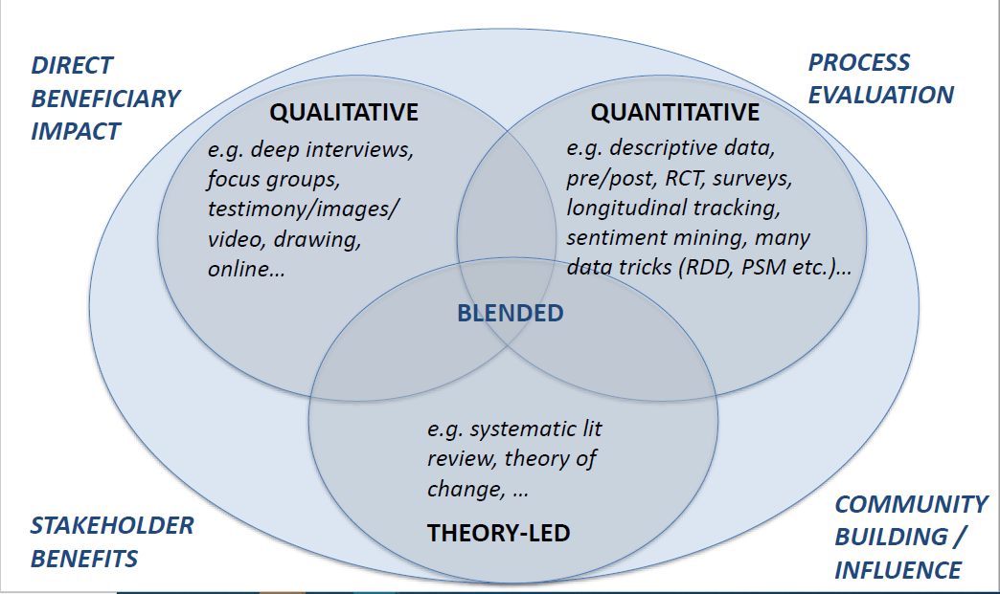 DIRECT
BENEFICIARY
IMPACT
PROCESS
EVALUATION
QUALITATIVE
e.g. deep interviews,
focus groups,
testimony/images/
video, drawing,
online...
QUANTITATIVE
e.g. descriptive data,
pre/post, RCT, surveys,
longitudinal tracking,
sentiment mining, many
data tricks (RDD, PSM etc.)...
BLENDED
e.g. systematic lit
review, theory of
change, ...
THEORY-LED
STAKEHOLDER
BENEFITS
COMMUNITY
BUILDING /
INFLUENCE